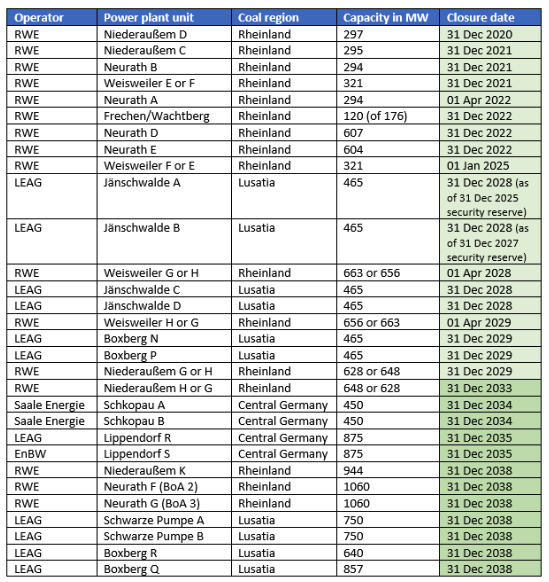 Operator Power plant unit Coal region Capacity in MW Closure date
RWE Niederaußem D Rheinland 297 31 Dec 2020
RWE Niederaußem C Rheinland 295 31 Dec 2021
RWE Neurath B Rheinland 294 31 Dec 2021
RWE Weisweiler E or F Rheinland 321 31 Dec 2021
RWE Neurath A Rheinland 294 01 Apr 2022
RWE Frechen/Wachtberg Rheinland 120 (of 176) 31 Dec 2022
RWE Neurath D Rheinland 607 31 Dec 2022
RWE Neurath E Rheinland 604 31 Dec 2022
RWE Weisweiler F or E Rheinland 321 01 Jan 2025
LEAG Jänschwalde A Lusatia 465 31 Dec 2028 (as
of 31 Dec 2025
security reserve)
LEAG Jänschwalde B Lusatia 465 31 Dec 2028 (as
of 31 Dec 2027
security reserve)
RWE Weisweiler G or H Rheinland 663 or 656 01 Apr 2028
LEAG Jänschwalde C Lusatia 465 31 Dec 2028
LEAG Jänschwalde D Lusatia 465 31 Dec 2028
RWE Weisweiler H or G Rheinland 656 or 663 01 Apr 2029
LEAG Boxberg N Lusatia 465 31 Dec 2029
LEAG Boxberg P Lusatia 465 31 Dec 2029
RWE Niederaußem G or H Rheinland 628 or 648 31 Dec 2029
RWE Niederaußem H or G Rheinland 648 or 628 31 Dec 2033
Saale Energie Schkopau A Central Germany 450 31 Dec 2034
Saale Energie Schkopau B Central Germany 450 31 Dec 2034
LEAG Lippendorf R Central Germany 875 31 Dec 2035
EnBW Lippendorf S Central Germany 875 31 Dec 2035
RWE Niederaußem K Rheinland 944 31 Dec 2038
RWE Neurath F (BoA 2) Rheinland 1060 31 Dec 2038
RWE Neurath G (BoA 3) Rheinland 1060 31 Dec 2038
LEAG Schwarze Pumpe A Lusatia 750 31 Dec 2038
LEAG Schwarze Pumpe B Lusatia 750 31 Dec 2038
LEAG Boxberg R Lusatia 640 31 Dec 2038
LEAG Boxberg Q Lusatia 857 31 Dec 2038